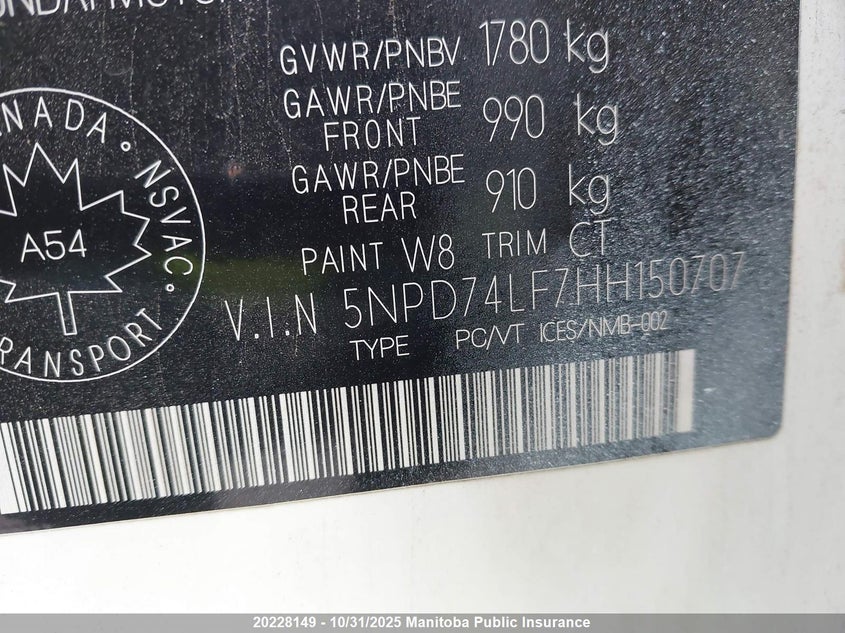 GVWR/PNBV 1780 kg
GAWR/PNBE FRONT 990 kg
GAWR/PNBE REAR 910 kg
PAINT W8 TRIM CT
V.I.N 5NPD74LF7HH150707
TYPE PC/VT ICES/NMB-002
NSVAC
A54
20228149 - 10/31/2025 Manitoba Public Insurance